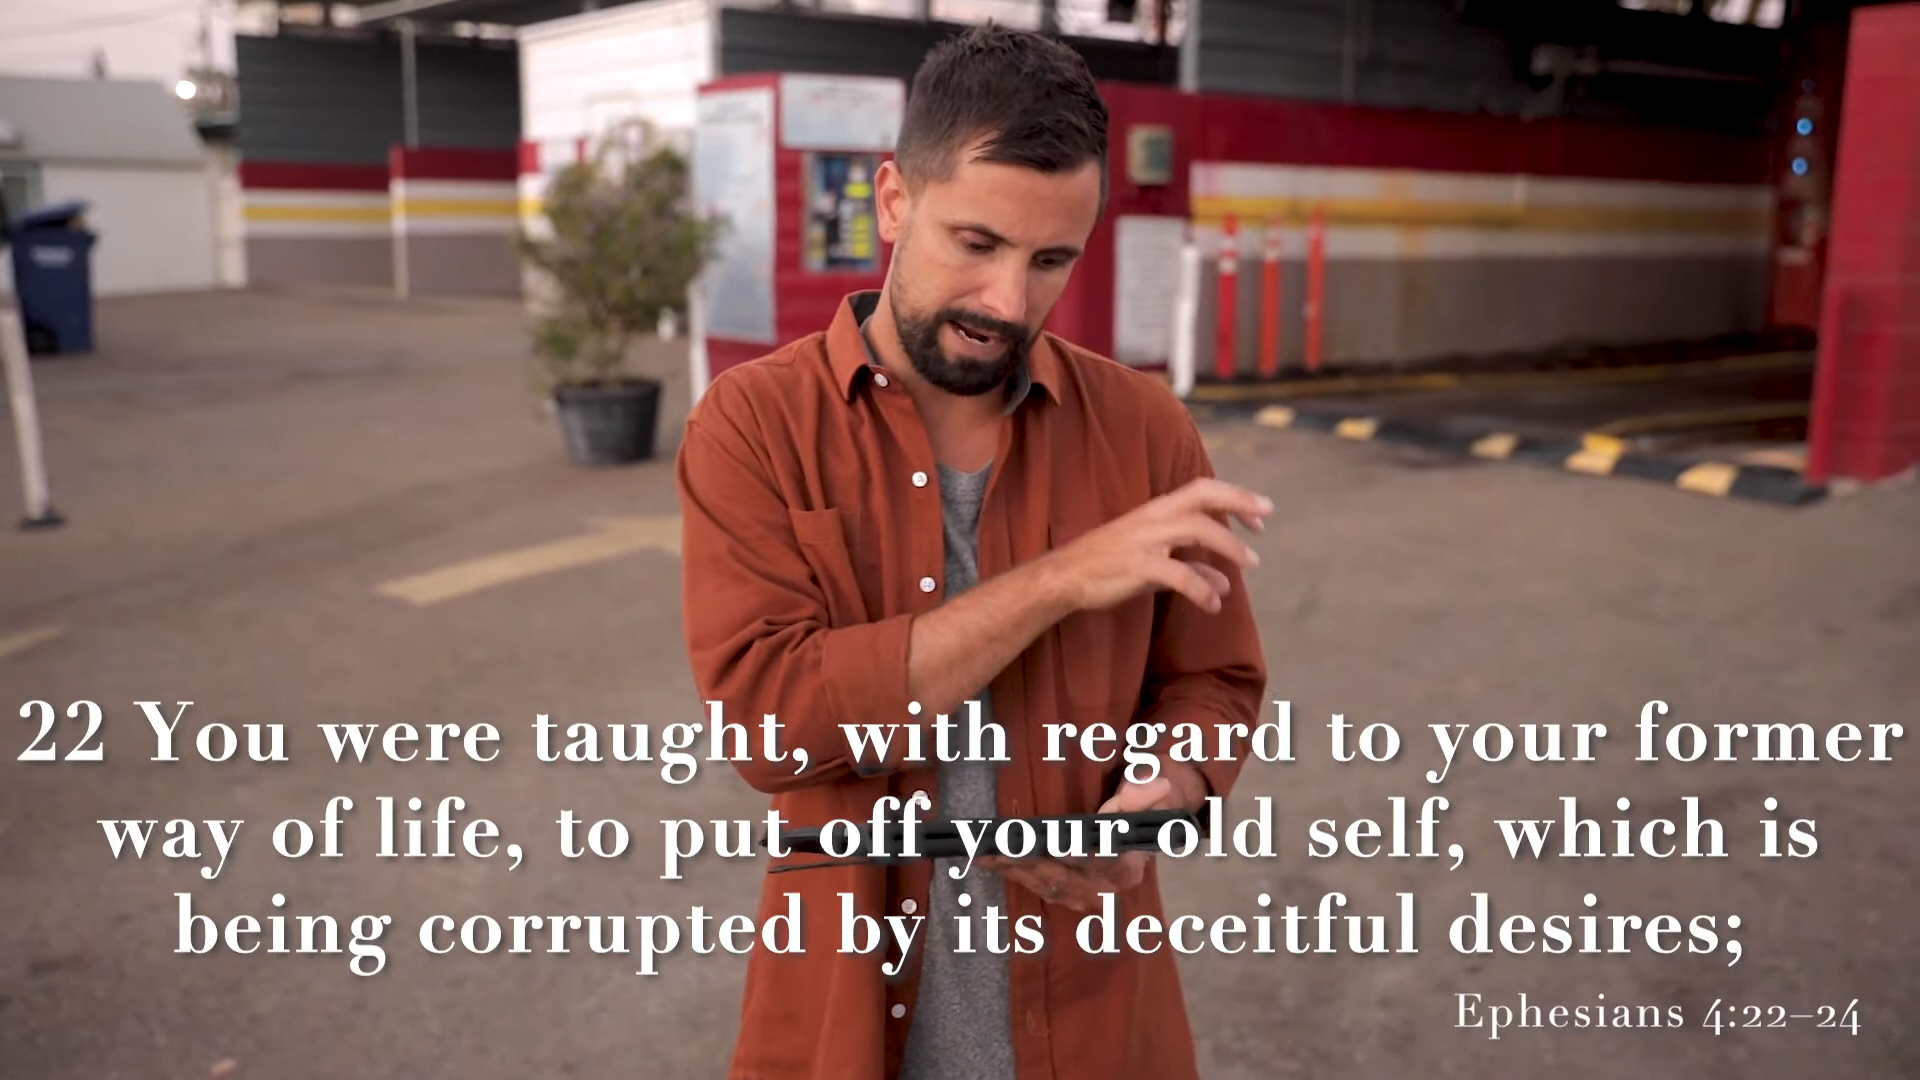 22 You were taught, with regard to your former
way of life, to put off your old self, which is
being corrupted by its deceitful desires;
Ephesians 4:22–24